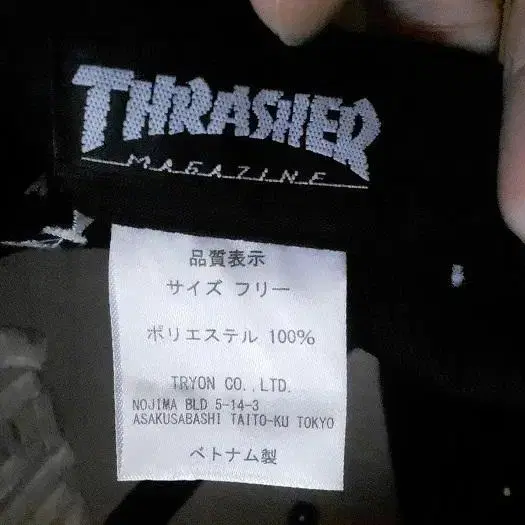 THRASHER
MAGAZINE
品質表示
サイズ フリー
ポリエステル 100%
TRYON CO.,LTD.
NOJIMA BLD 5-14-3
ASAKUSABASHI TAITO-KU TOKYO
ベトナム製